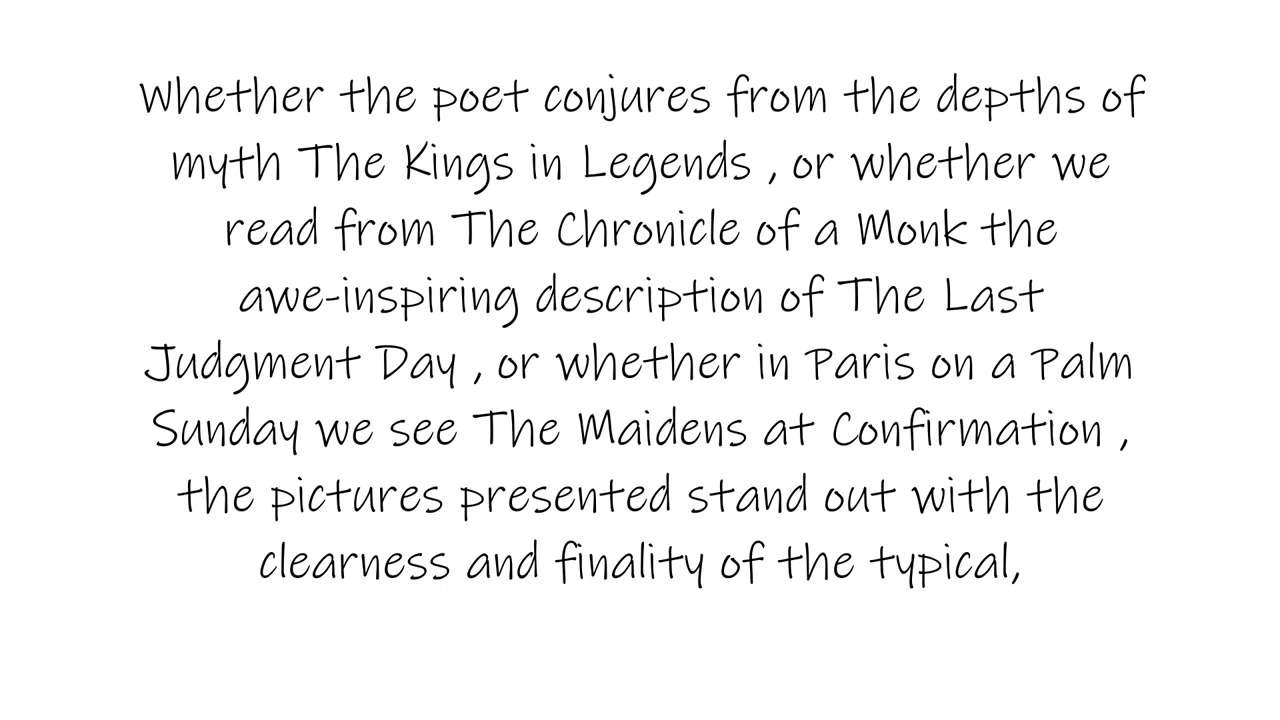 Whether the poet conjures from the depths of
myth The Kings in Legends , or whether we
read from The Chronicle of a Monk the
awe-inspiring description of The Last
Judgment Day , or whether in Paris on a Palm
Sunday we see The Maidens at Confirmation ,
the pictures presented stand out with the
clearness and finality of the typical,